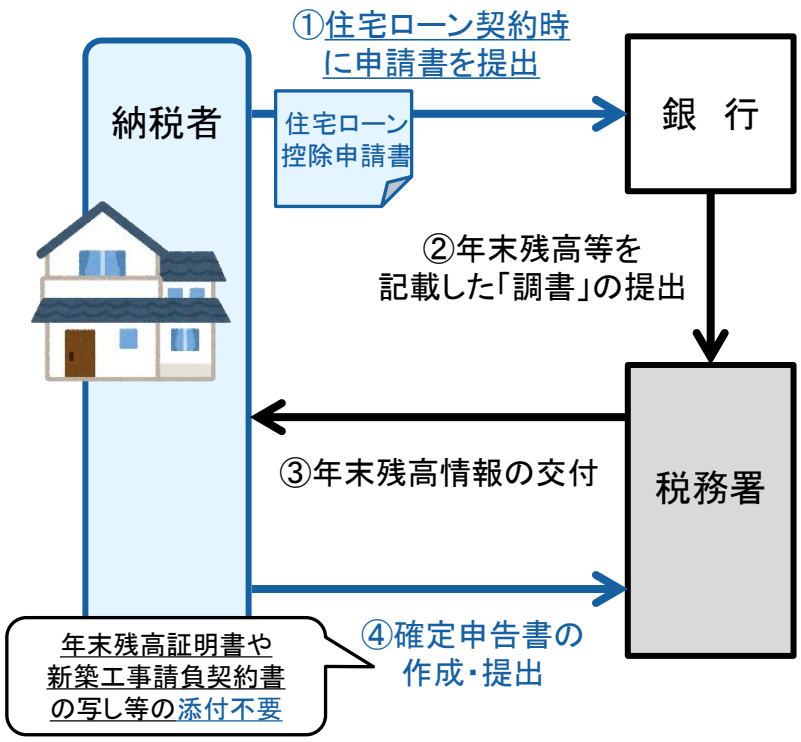 ①住宅ローン契約時
に申請書を提出
納税者
住宅ローン
控除申請書
銀 行
②年末残高等を
記載した「調書」の提出
③年末残高情報の交付
税務署
④確定申告書の
作成・提出
年末残高証明書や
新築工事請負契約書
の写し等の添付不要